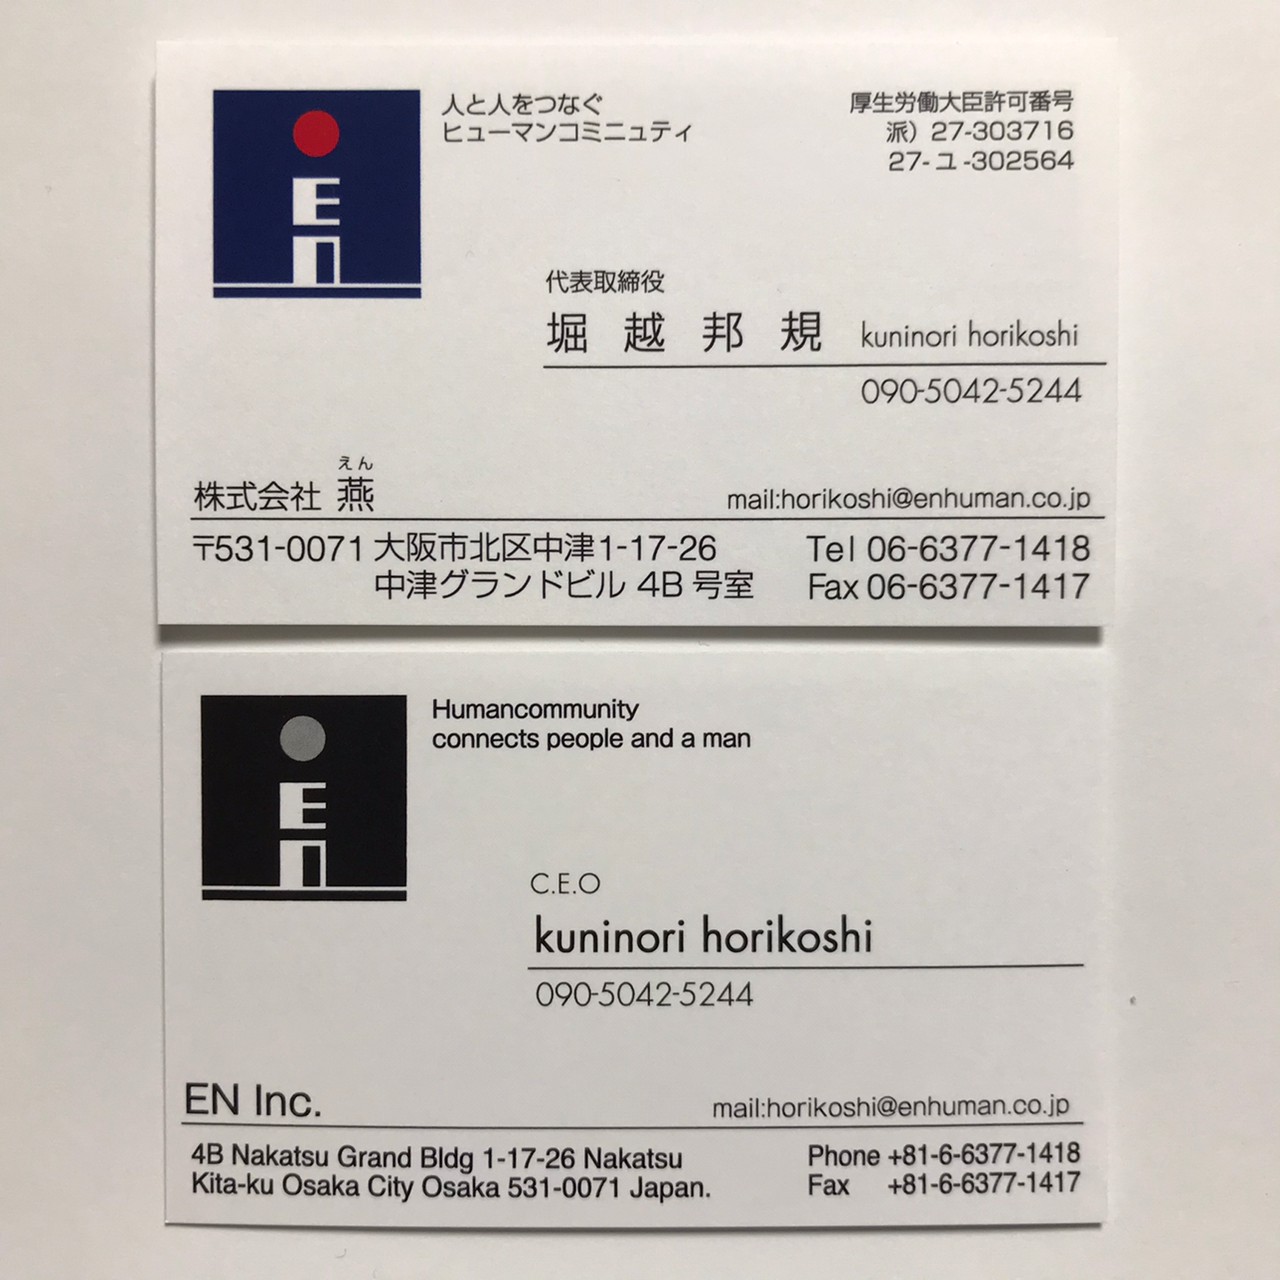 EN
人と人をつなぐ
ヒューマンコミニュティ
厚生労働大臣許可番号
派）27-303716
27-ユ-302564
代表取締役
堀越邦規 kuninori horikoshi
090-5042-5244
えん
株式会社 燕 mail:horikoshi@enhuman.co.jp
〒531-0071 大阪市北区中津1-17-26 Tel 06-6377-1418
中津グランドビル 4B 号室 Fax 06-6377-1417
EN
Humancommunity
connects people and a man
C.E.O
kuninori horikoshi
090-5042-5244
EN Inc. mail:horikoshi@enhuman.co.jp
4B Nakatsu Grand Bldg 1-17-26 Nakatsu Phone +81-6-6377-1418
Kita-ku Osaka City Osaka 531-0071 Japan. Fax +81-6-6377-1417